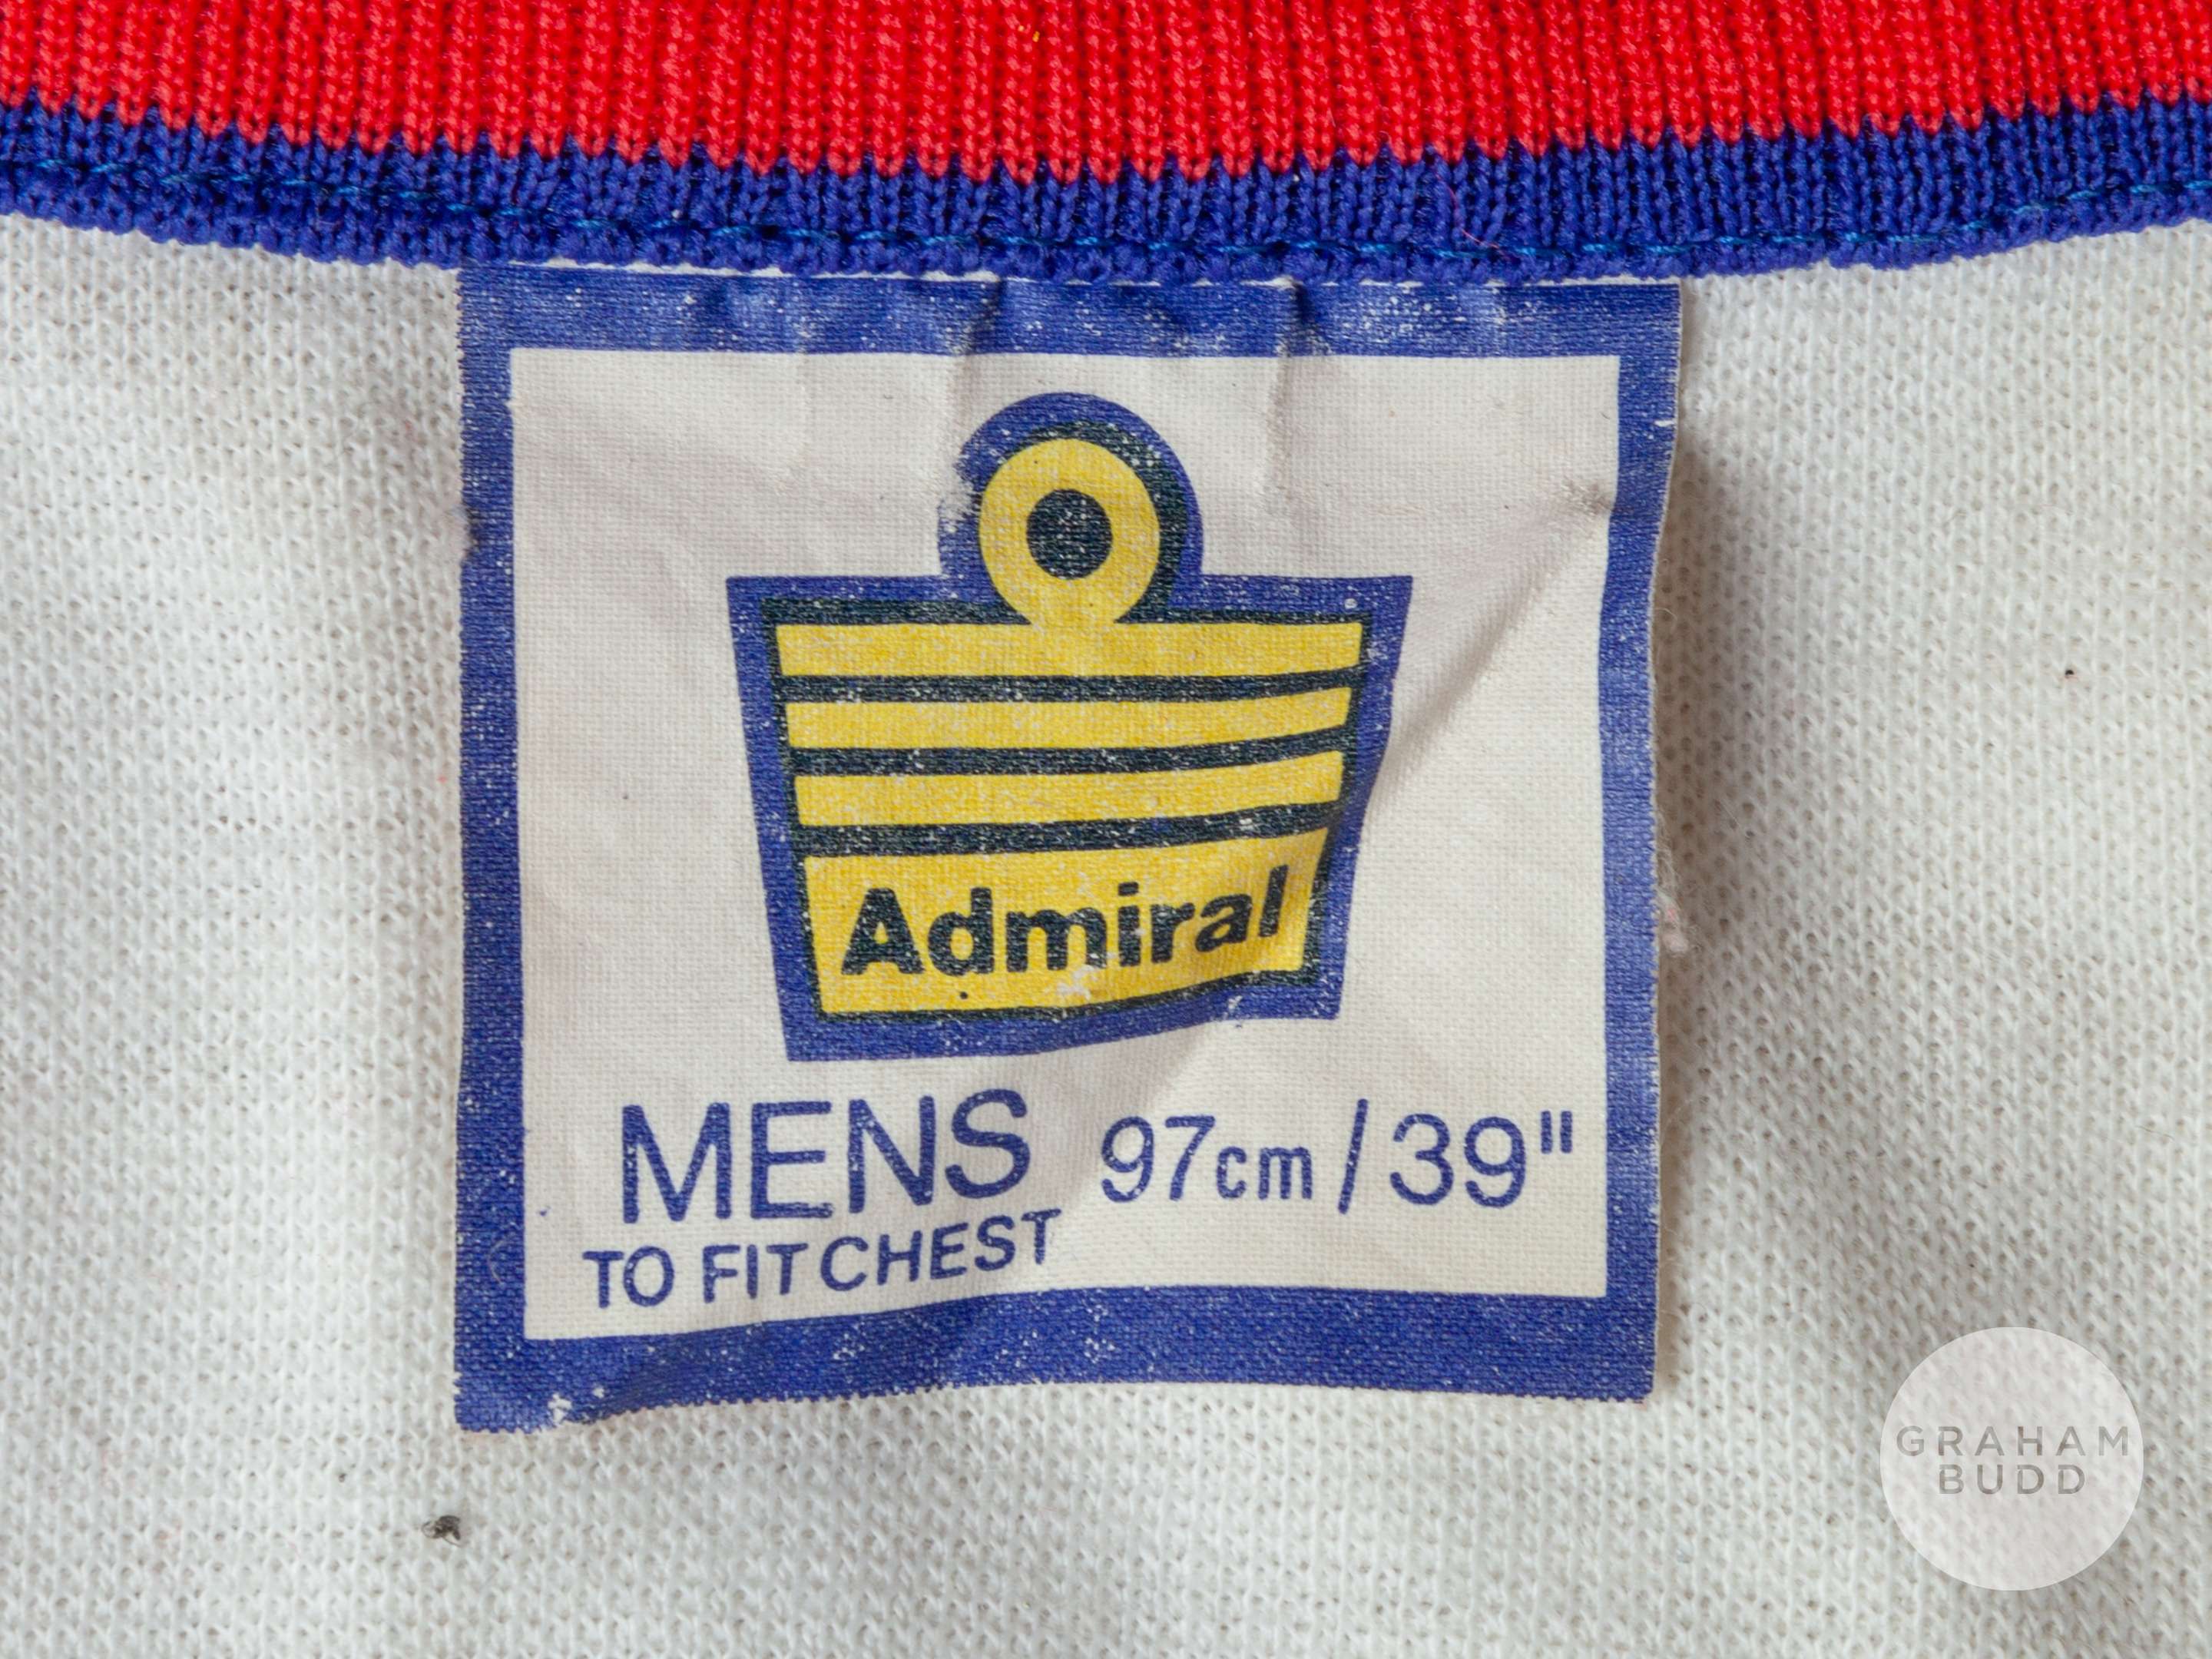 Admiral
MENS 97cm/39"
TO FIT CHEST
GRAHAM
BUDD